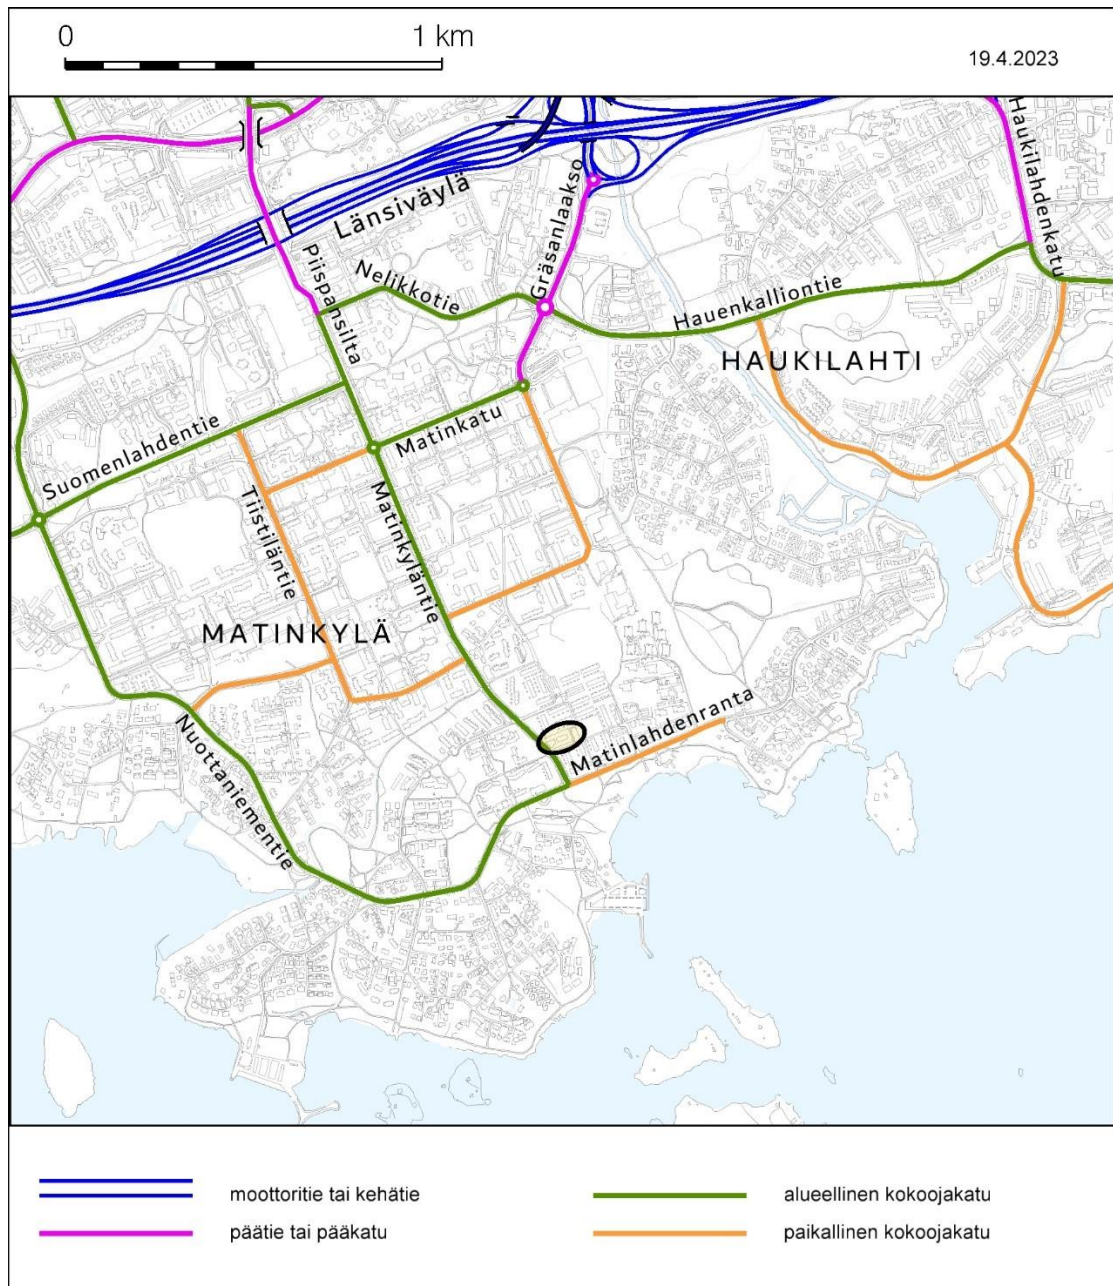 0 1 km
19.4.2023
Haukilahdenkatu
Länsiväylä
Gräsanlaakso
Piispansilta
Nelikkotie
Hauenkalliontie
HAUKILAHTI
Matinkatu
Suomenlahdentie
Tiistiläntie
Matinkyläntie
MATINKYLÄ
Matinlahdenranta
Nuottaniementie
moottoritie tai kehätie
alueellinen kokoojakatu
päätie tai pääkatu
paikallinen kokoojakatu